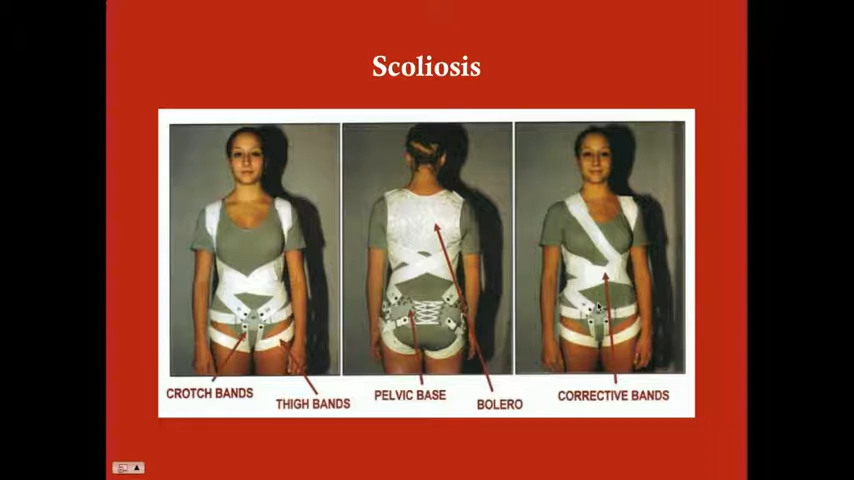 Scoliosis
CROTCH BANDS
THIGH BANDS
PELVIC BASE
BOLERO
CORRECTIVE BANDS